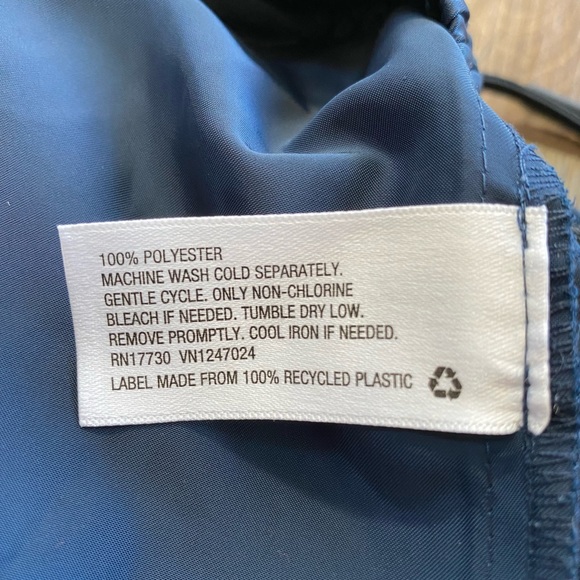 100% POLYESTER
MACHINE WASH COLD SEPARATELY.
GENTLE CYCLE. ONLY NON-CHLORINE
BLEACH IF NEEDED. TUMBLE DRY LOW.
REMOVE PROMPTLY. COOL IRON IF NEEDED.
RN17730 VN1247024
LABEL MADE FROM 100% RECYCLED PLASTIC